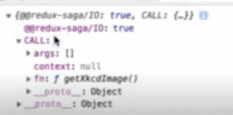 ▼ {@@redux-saga/IO: true, CALL: {…}} i
@@redux-saga/IO: true
▼ CALL:
▶ args: []
context: null
▶ fn: ƒ getXkcdImage()
▶ __proto__: Object
▶ __proto__: Object